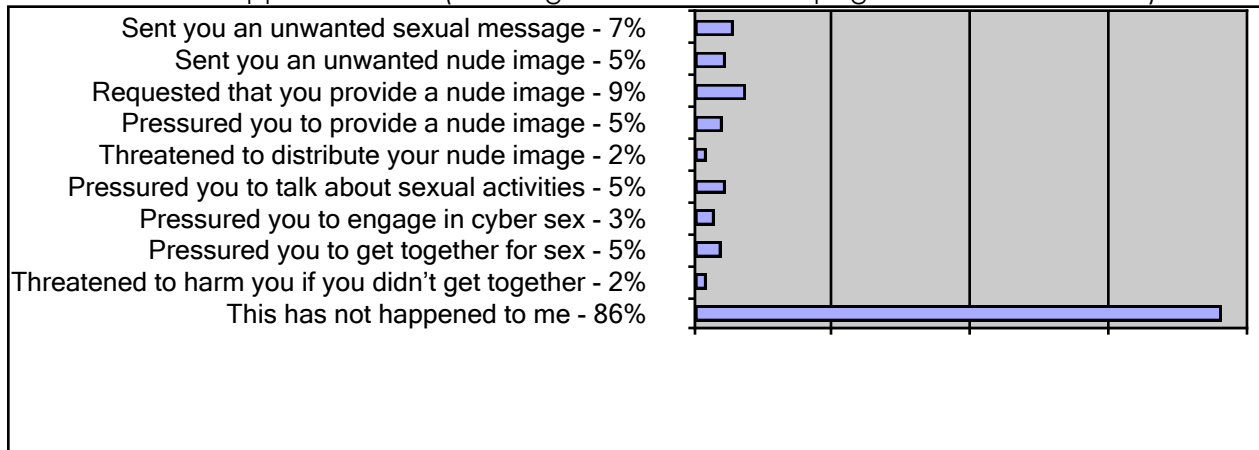 Sent you an unwanted sexual message - 7%
Sent you an unwanted nude image - 5%
Requested that you provide a nude image - 9%
Pressured you to provide a nude image - 5%
Threatened to distribute your nude image - 2%
Pressured you to talk about sexual activities - 5%
Pressured you to engage in cyber sex - 3%
Pressured you to get together for sex - 5%
Threatened to harm you if you didn’t get together - 2%
This has not happened to me - 86%